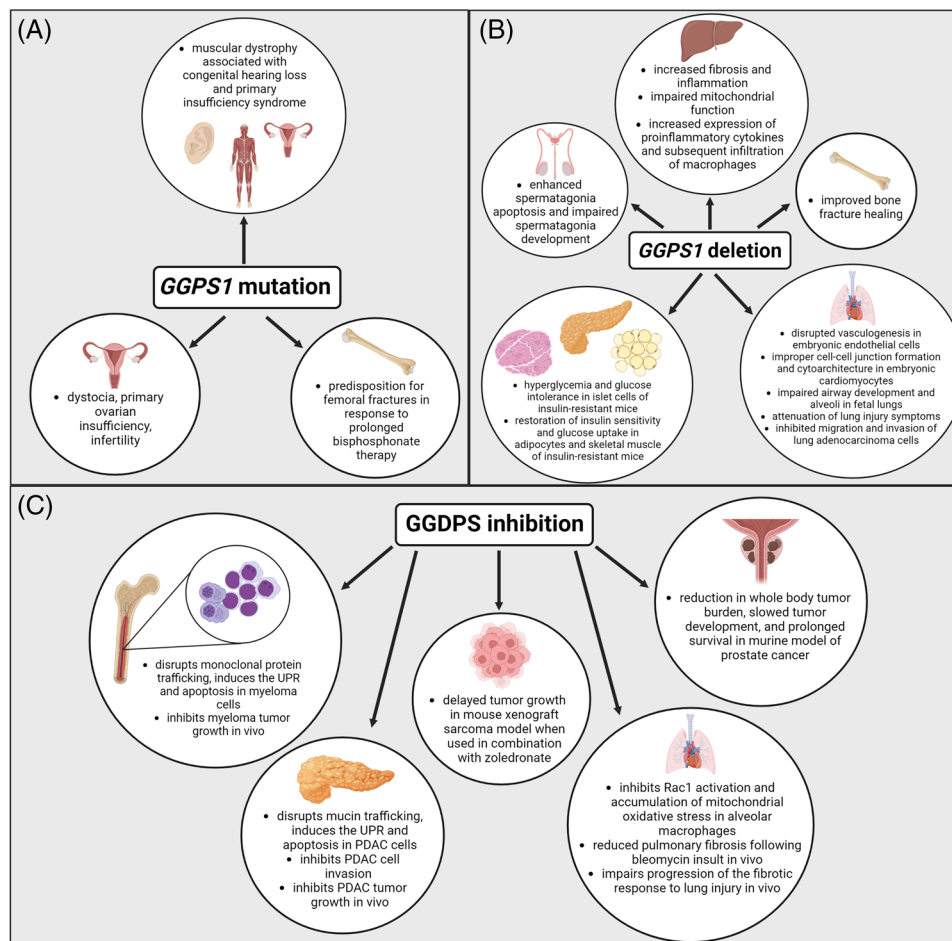 (A)
• muscular dystrophy
associated with
congenital hearing loss
and primary
insufficiency syndrome
GGPS1 mutation
• dystocia, primary
ovarian
insufficiency,
infertility
• predisposition for
femoral fractures in
response to
prolonged
bisphosphonate
therapy
(B)
• increased fibrosis and
inflammation
• impaired mitochondrial
function
• increased expression of
proinflammatory cytokines
and subsequent infiltration
of macrophages
• enhanced
spermatagonia
apoptosis and impaired
spermatagonia
development
• improved bone
fracture healing
GGPS1 deletion
• hyperglycemia and glucose
intolerance in islet cells of
insulin-resistant mice
• restoration of insulin sensitivity
and glucose uptake in
adipocytes and skeletal muscle
of insulin-resistant mice
• disrupted vasculogenesis in
embryonic endothelial cells
• improper cell-cell junction formation
and cytoarchitecture in embryonic
cardiomyocytes
• impaired airway development and
alveoli in fetal lungs
• attenuation of lung injury symptoms
• inhibited migration and invasion of
lung adenocarcinoma cells
(C)
GGDPS inhibition
• disrupts monoclonal protein
trafficking, induces the UPR
and apoptosis in myeloma
cells
• inhibits myeloma tumor
growth in vivo
• disrupts mucin trafficking,
induces the UPR and
apoptosis in PDAC cells
• inhibits PDAC cell
invasion
• inhibits PDAC tumor
growth in vivo
• delayed tumor growth
in mouse xenograft
sarcoma model when
used in combination
with zoledronate
• inhibits Rac1 activation and
accumulation of mitochondrial
oxidative stress in alveolar
macrophages
• reduced pulmonary fibrosis following
bleomycin insult in vivo
• impairs progression of the fibrotic
response to lung injury in vivo
• reduction in whole body tumor
burden, slowed tumor
development, and prolonged
survival in murine model of
prostate cancer